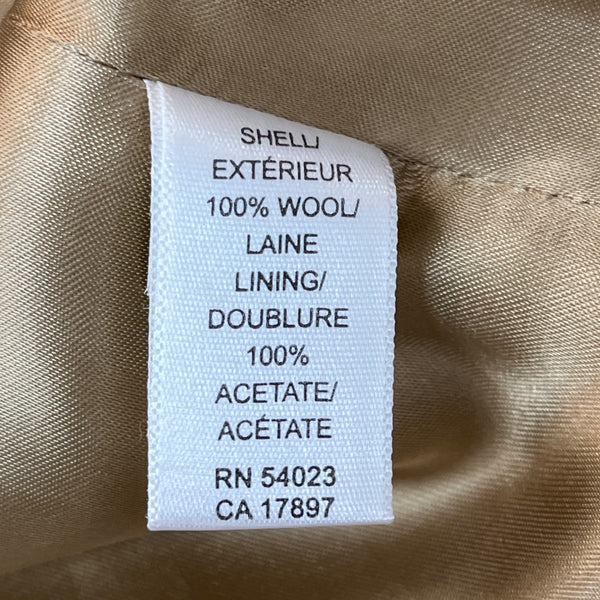 SHELL/
EXTÉRIEUR
100% WOOL/
LAINE
LINING/
DOUBLURE
100%
ACETATE/
ACÉTATE
RN 54023
CA 17897